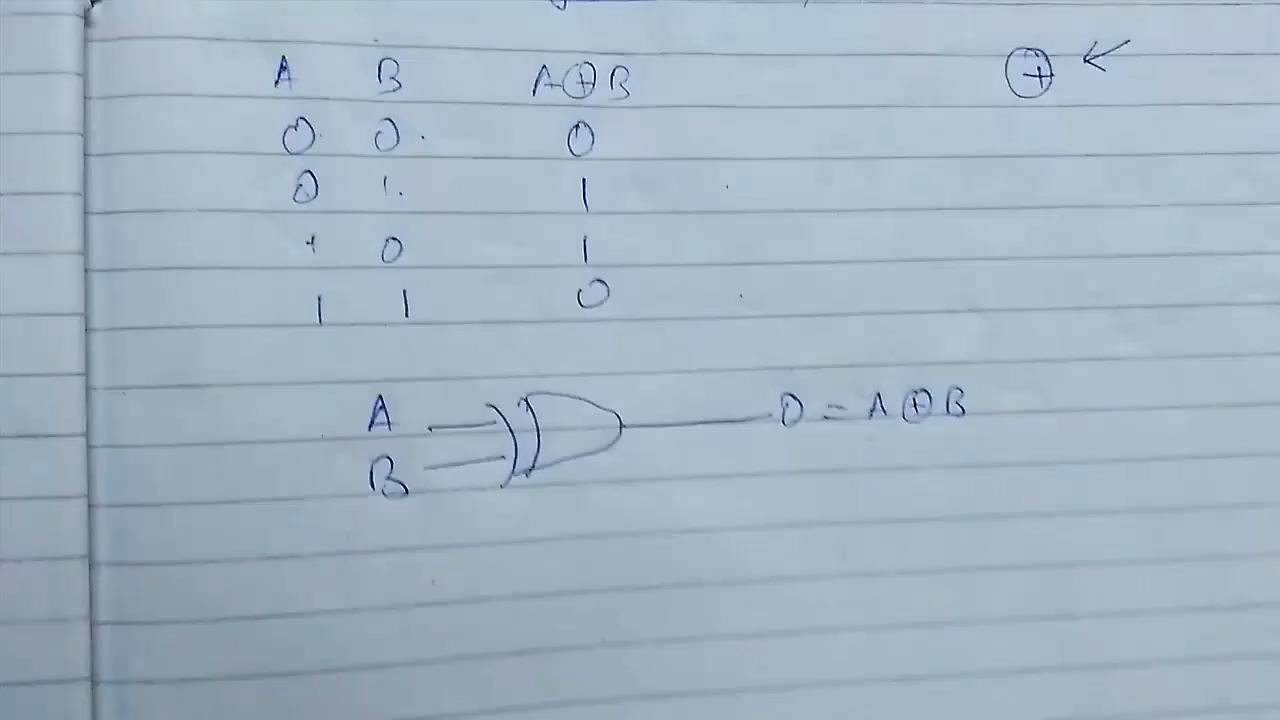 A B A⊕B ⊕ ←
0 0 0
0 1 1
1 0 1
1 1 0
A
B
O = A⊕B